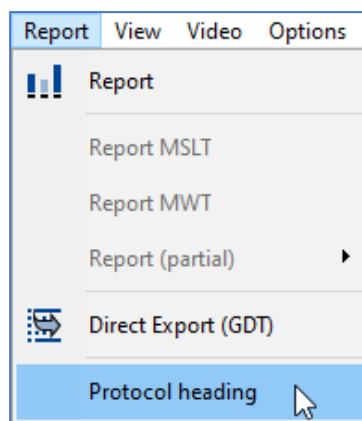 Report View Video Options
Report
Report MSLT
Report MWT
Report (partial)
Direct Export (GDT)
Protocol heading